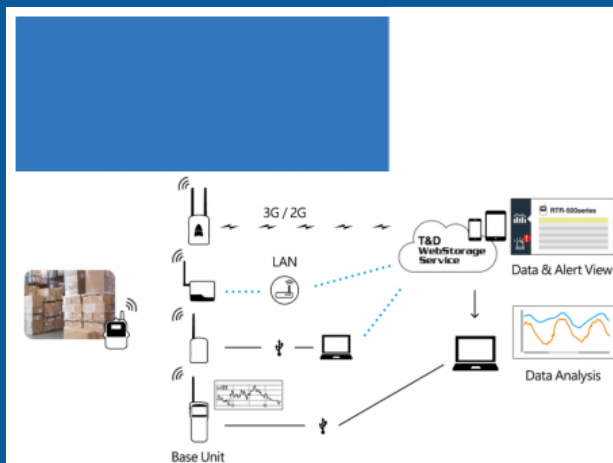 3G / 2G
T&D
WebStorage
Service
RTR-500series
Data & Alert View
LAN
Data Analysis
Base Unit